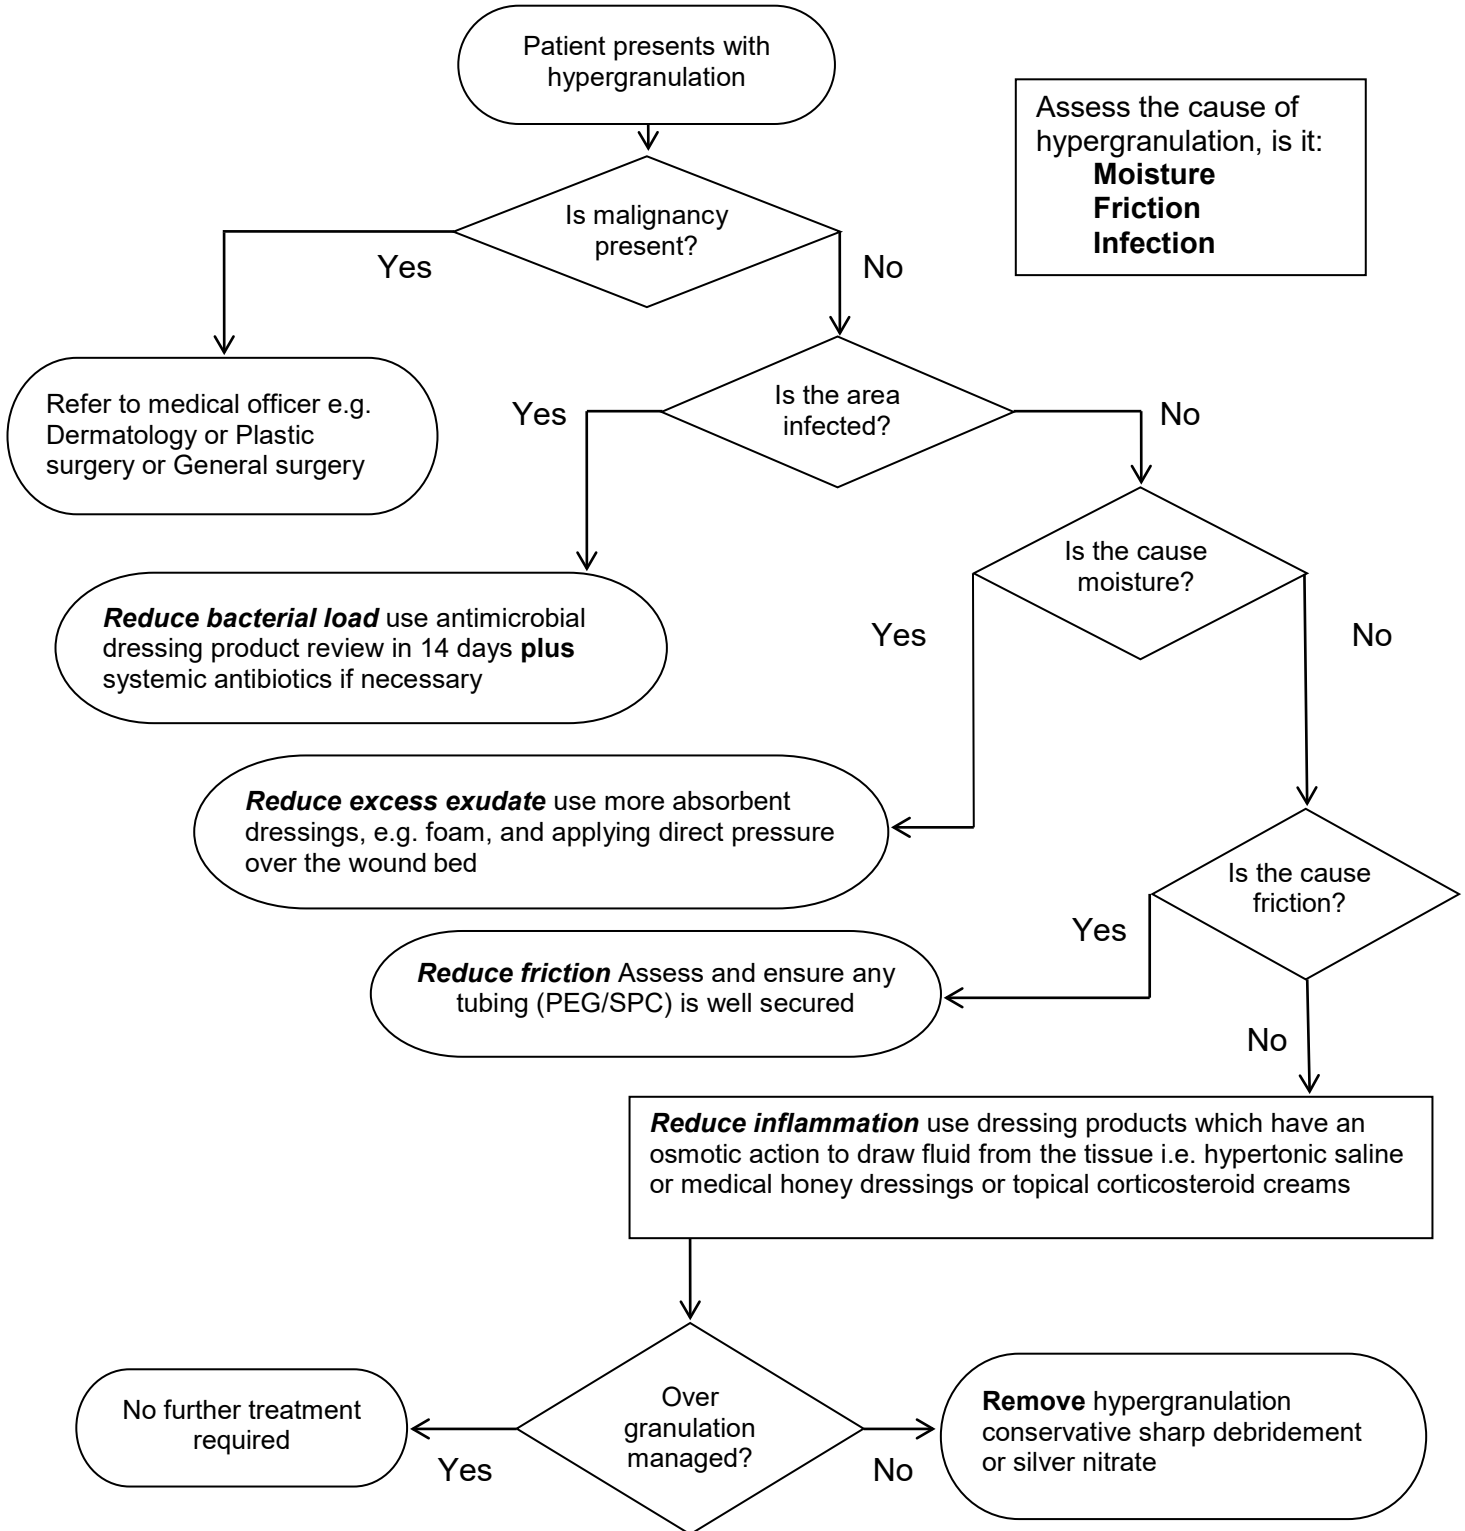 Patient presents with
hypergranulation
Assess the cause of
hypergranulation, is it:
Moisture
Friction
Infection
Is malignancy
present?
Yes
No
Refer to medical officer e.g.
Dermatology or Plastic
surgery or General surgery
Is the area
infected?
Yes
No
Is the cause
moisture?
Reduce bacterial load use antimicrobial
dressing product review in 14 days plus
systemic antibiotics if necessary
Yes
No
Reduce excess exudate use more absorbent
dressings, e.g. foam, and applying direct pressure
over the wound bed
Is the cause
friction?
Yes
Reduce friction Assess and ensure any
tubing (PEG/SPC) is well secured
No
Reduce inflammation use dressing products which have an
osmotic action to draw fluid from the tissue i.e. hypertonic saline
or medical honey dressings or topical corticosteroid creams
No further treatment
required
Over
granulation
managed?
Yes
No
Remove hypergranulation
conservative sharp debridement
or silver nitrate